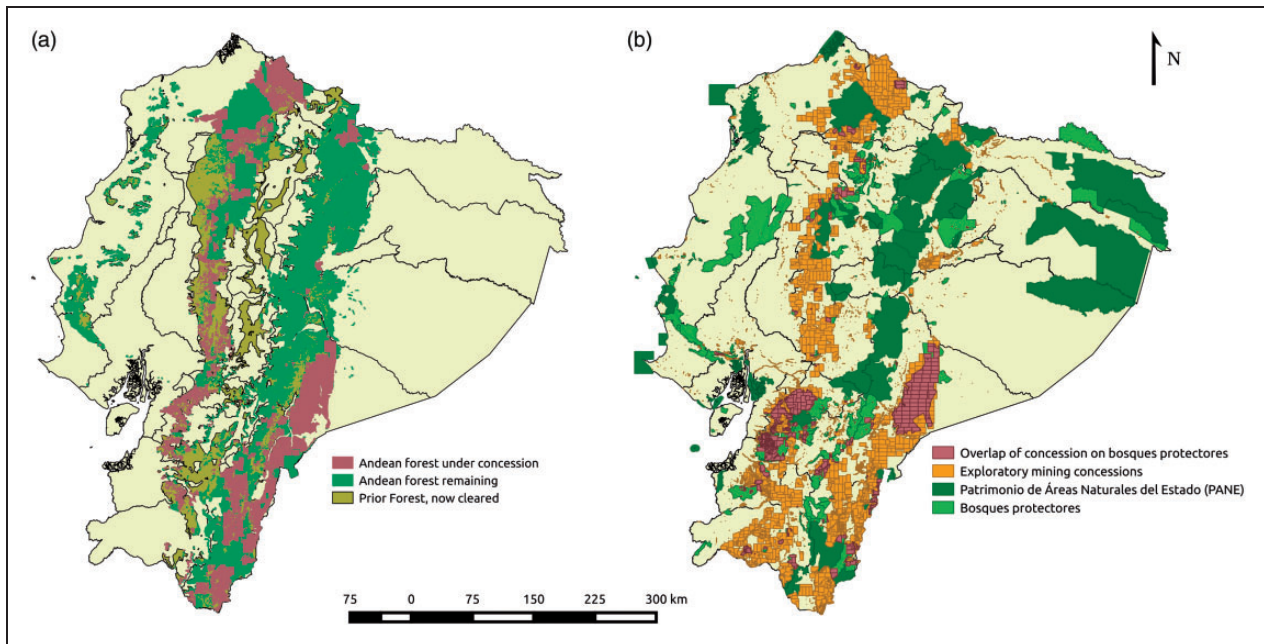 (a)
(b)
N
Andean forest under concession
Andean forest remaining
Prior Forest, now cleared
Overlap of concession on bosques protectores
Exploratory mining concessions
Patrimonio de Áreas Naturales del Estado (PANE)
Bosques protectores
75 0 75 150 225 300 km